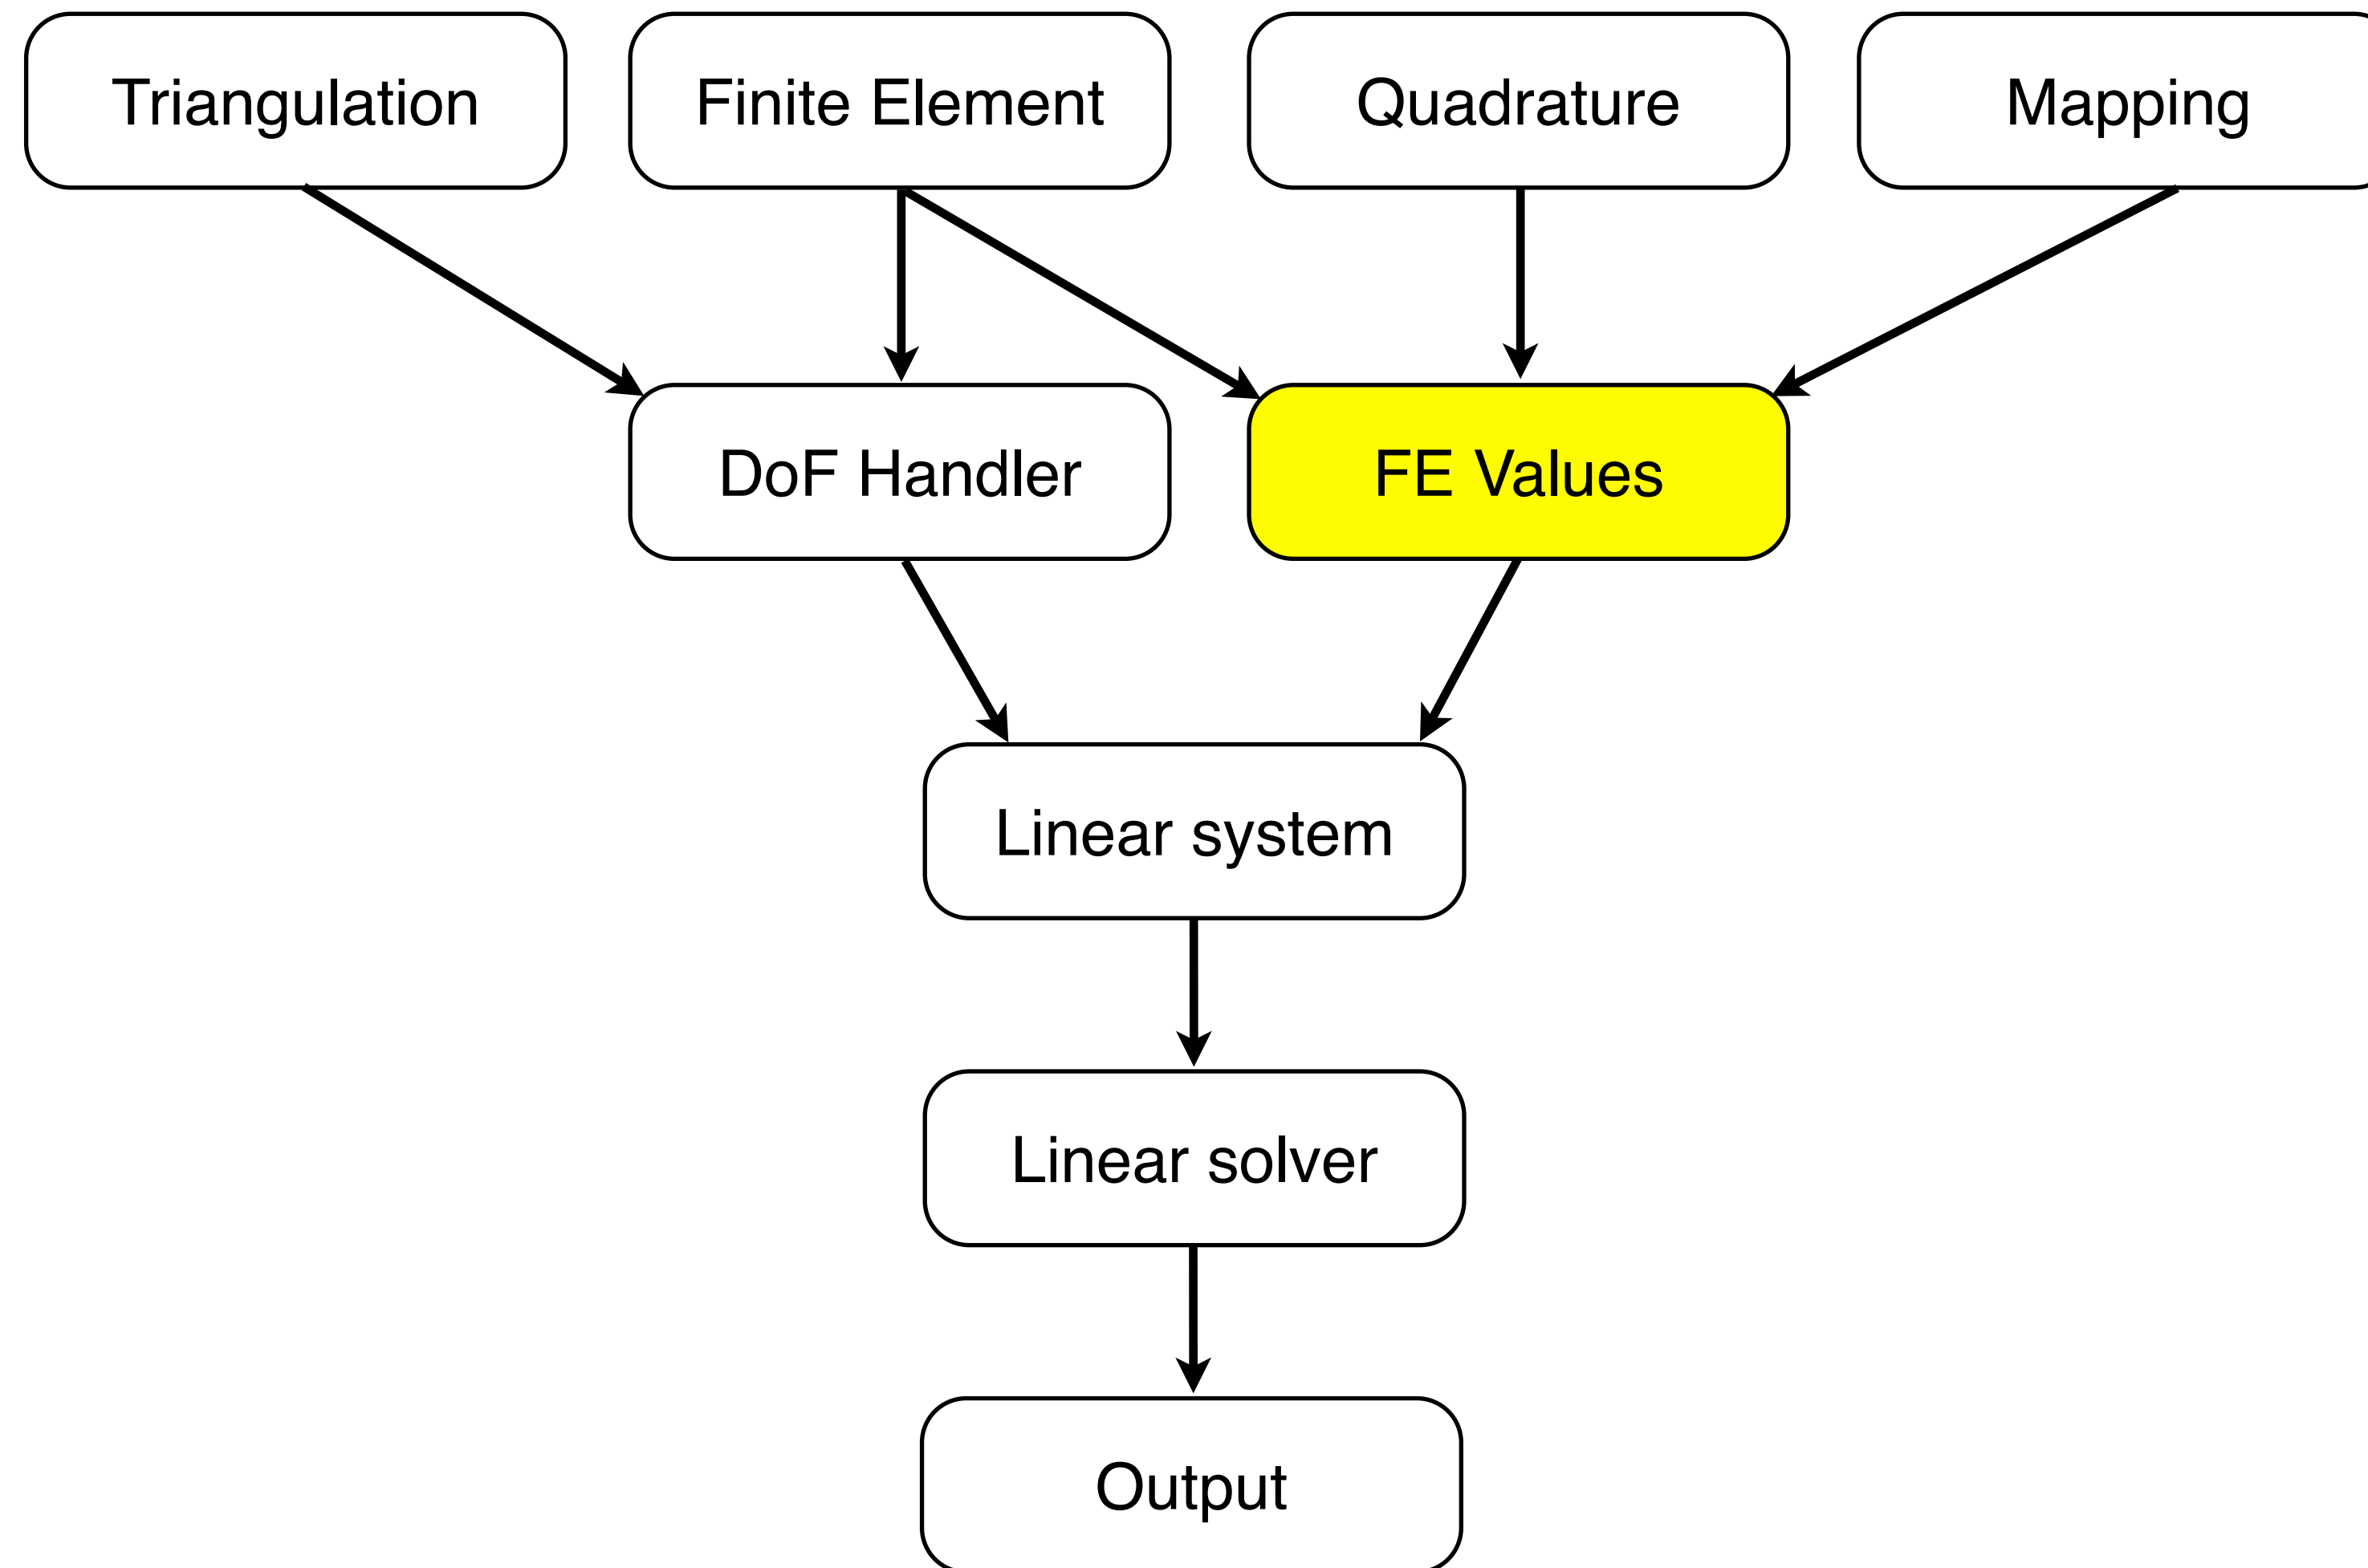 Triangulation
Finite Element
Quadrature
Mapping
DoF Handler
FE Values
Linear system
Linear solver
Output